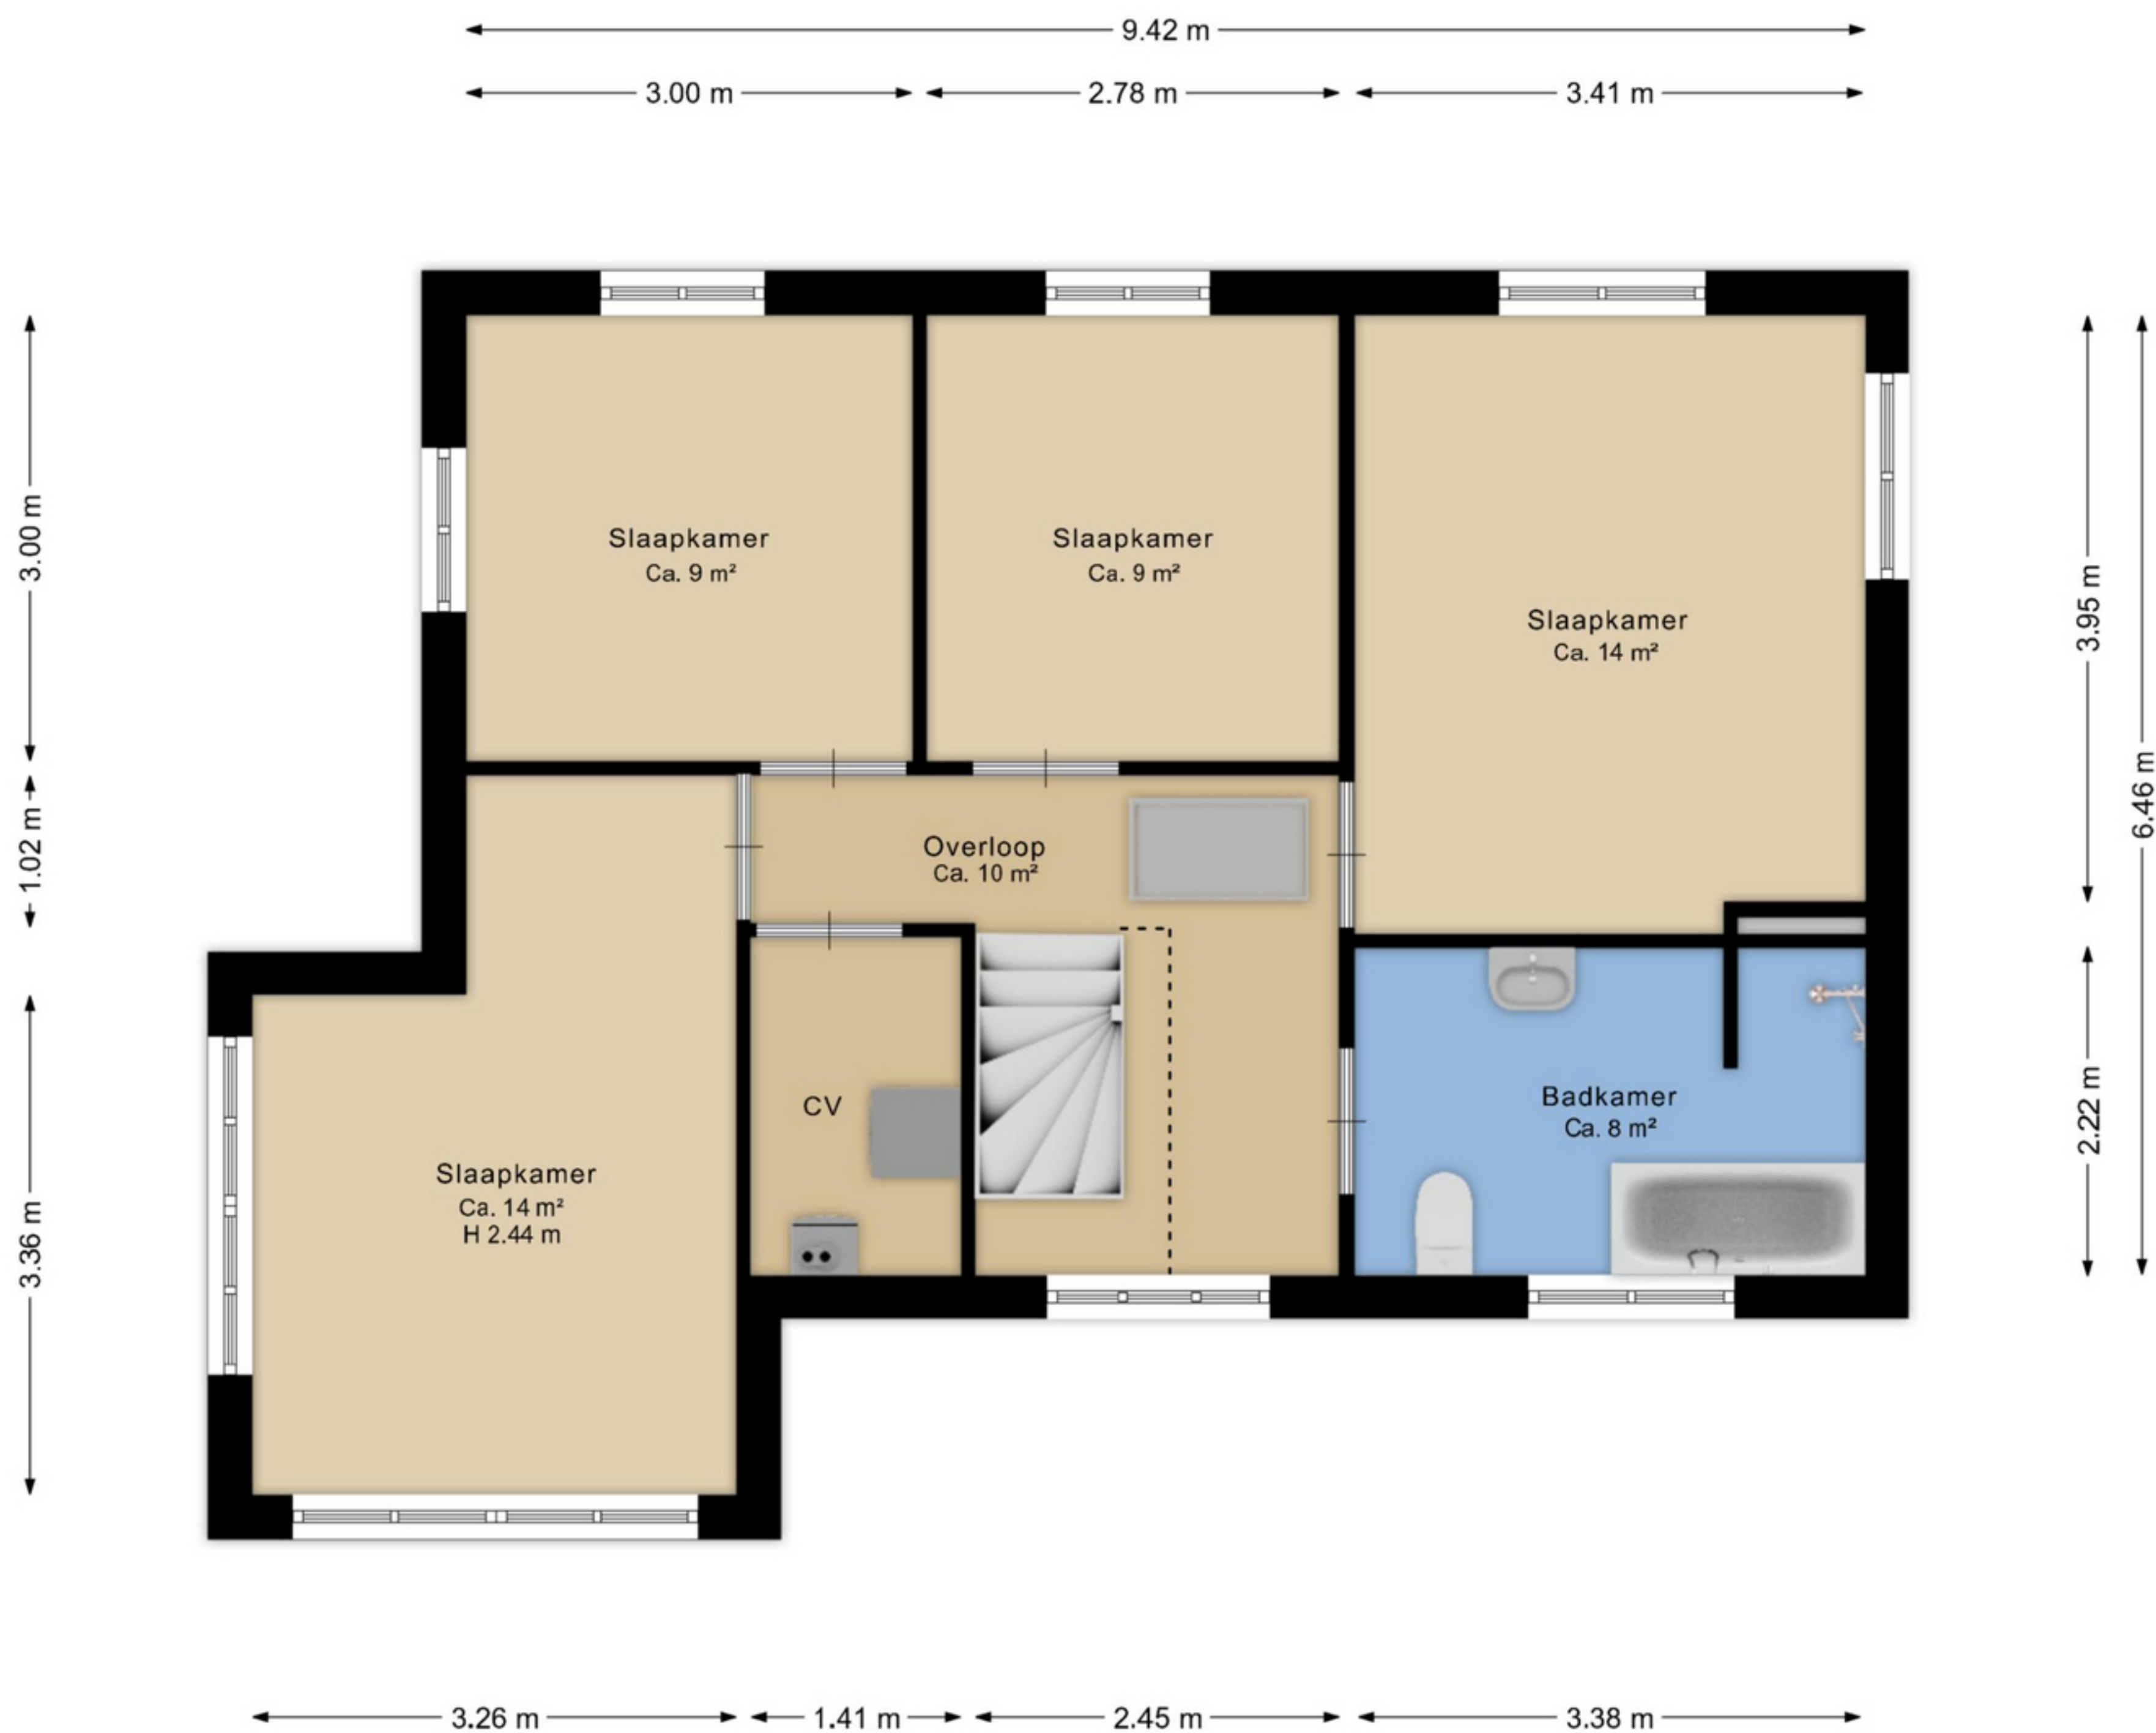 9.42 m
3.00 m
2.78 m
3.41 m
3.00 m
1.02 m
3.36 m
3.95 m
6.46 m
2.22 m
Slaapkamer
Ca. 9 m²
Slaapkamer
Ca. 9 m²
Slaapkamer
Ca. 14 m²
Overloop
Ca. 10 m²
CV
Badkamer
Ca. 8 m²
Slaapkamer
Ca. 14 m²
H 2.44 m
3.26 m
1.41 m
2.45 m
3.38 m